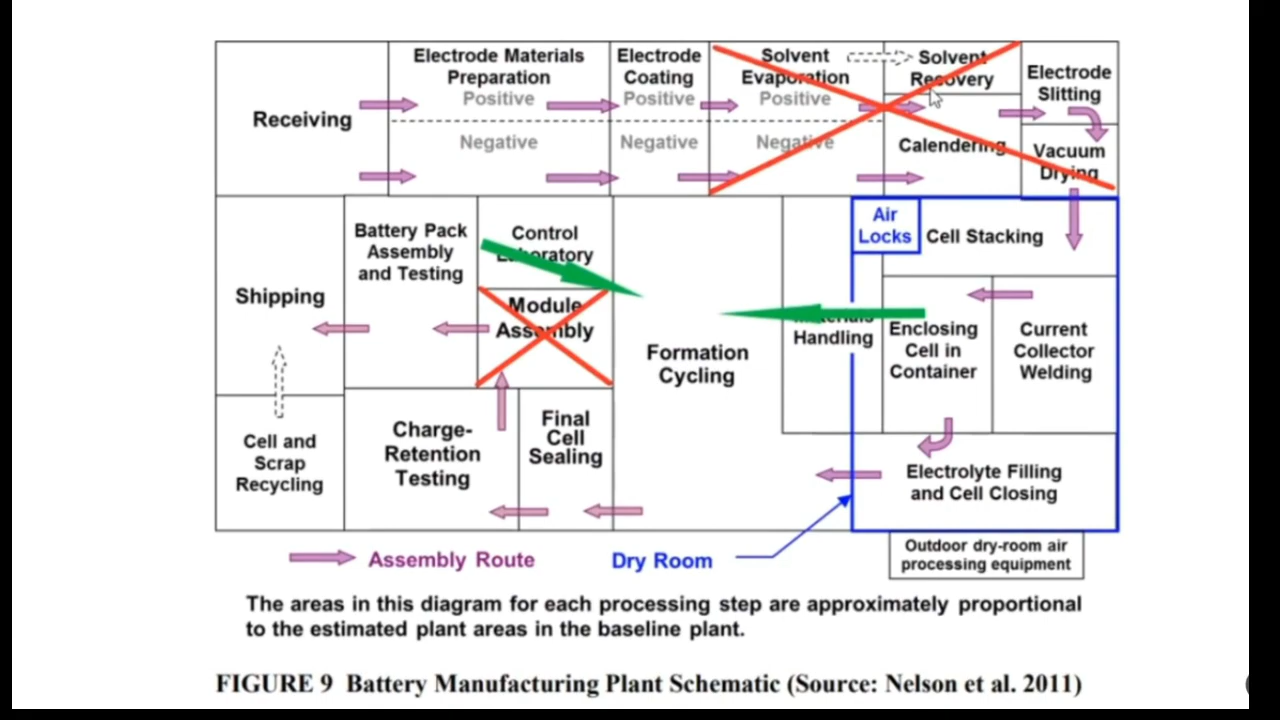 Receiving
Electrode Materials
Preparation
Positive
Negative
Electrode
Coating
Positive
Negative
Solvent
Evaporation
Positive
Negative
Solvent
Recovery
Calendering
Electrode
Slitting
Vacuum
Drying
Shipping
Battery Pack
Assembly
and Testing
Control
Laboratory
Module
Assembly
Formation
Cycling
Materials
Handling
Air
Locks
Cell Stacking
Enclosing
Cell in
Container
Current
Collector
Welding
Cell and
Scrap
Recycling
Charge-
Retention
Testing
Final
Cell
Sealing
Electrolyte Filling
and Cell Closing
Assembly Route
Dry Room
Outdoor dry-room air
processing equipment
The areas in this diagram for each processing step are approximately proportional
to the estimated plant areas in the baseline plant.
FIGURE 9 Battery Manufacturing Plant Schematic (Source: Nelson et al. 2011)